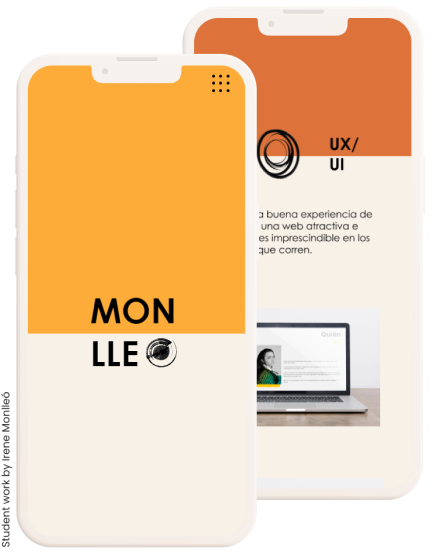 MON
LLE
UX/
UI
a buena experiencia de
una web atractiva e
es imprescindible en los
que corren.
Student work by Irene Monlleó